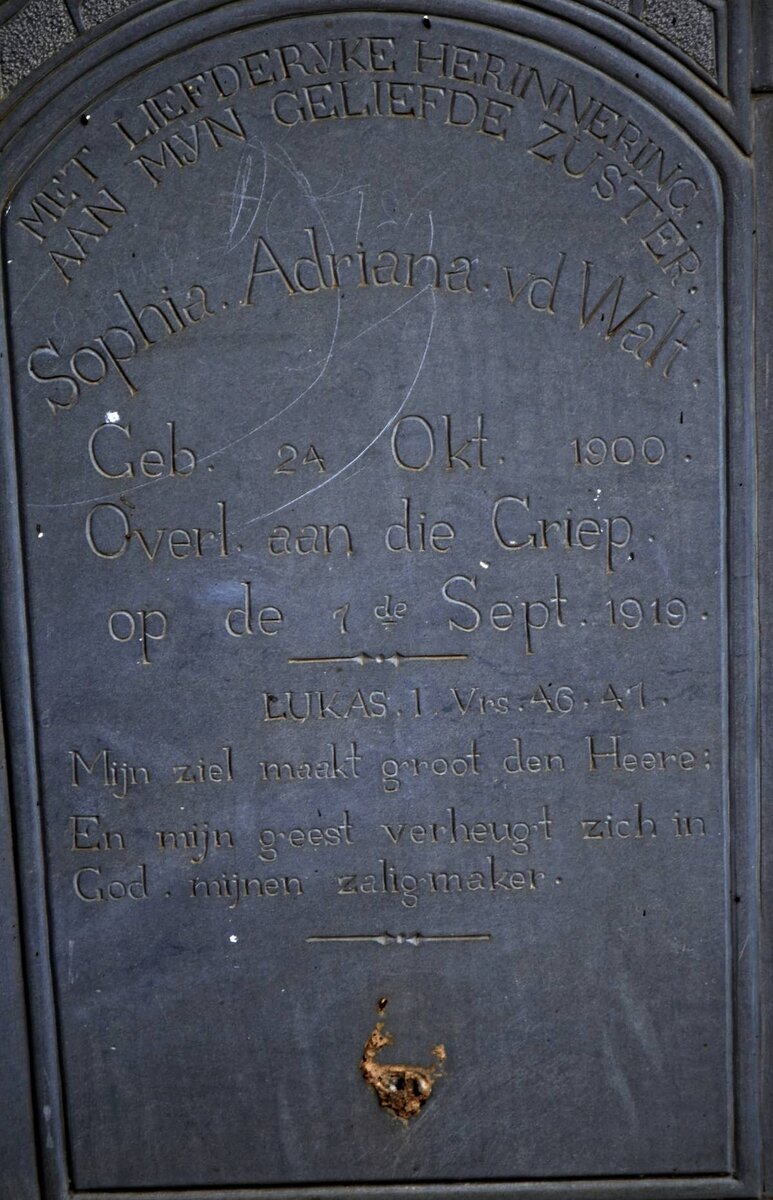 MET LIEFDERYKE HERINNERING.
AAN MYN GELIEFDE ZUSTER.
Sophia. Adriana. vd Walt.
Geb. 24 Okt. 1900.
Overl. aan die Griep.
op de 7de Sept. 1919.
LUKAS. 1. Vrs. 46. 47.
Mijn ziel maakt groot den Heere:
En mijn geest verheugt zich in
God. mijnen zaligmaker.